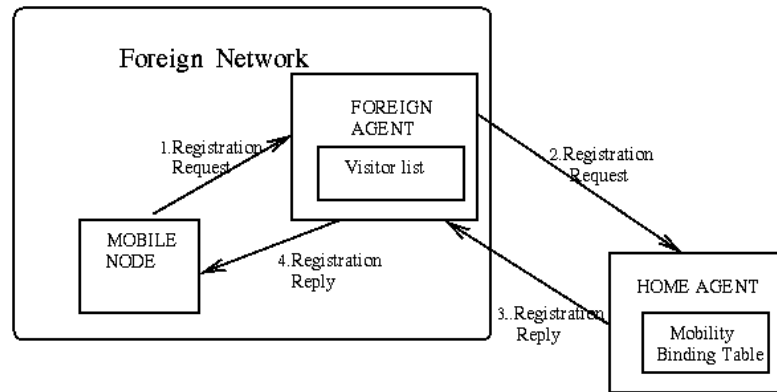 Foreign Network
FOREIGN
AGENT
Visitor list
1.Registration
Request
2.Registration
Request
MOBILE
NODE
4.Registration
Reply
3..Registration
Reply
HOME AGENT
Mobility
Binding Table